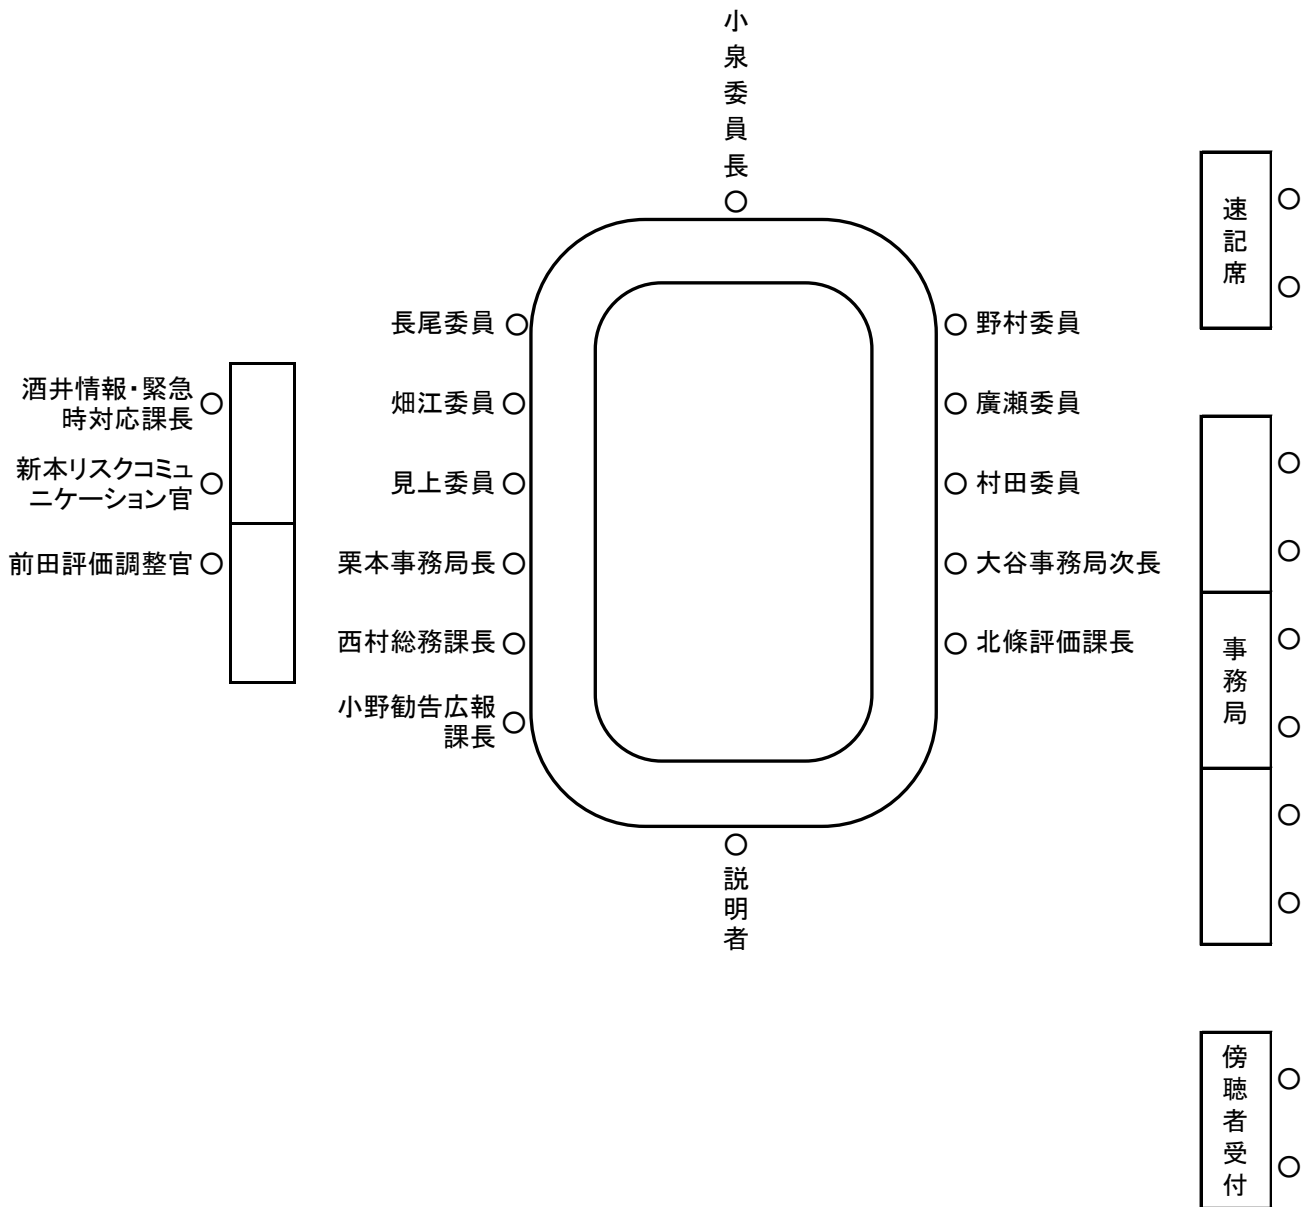 小泉委員長
速記席
長尾委員
野村委員
酒井情報・緊急
時対応課長
畑江委員
廣瀬委員
新本リスクコミュ
ニケーション官
見上委員
村田委員
前田評価調整官
栗本事務局長
大谷事務局次長
西村総務課長
北條評価課長
事務局
小野勧告広報
課長
説明者
傍聴者受付